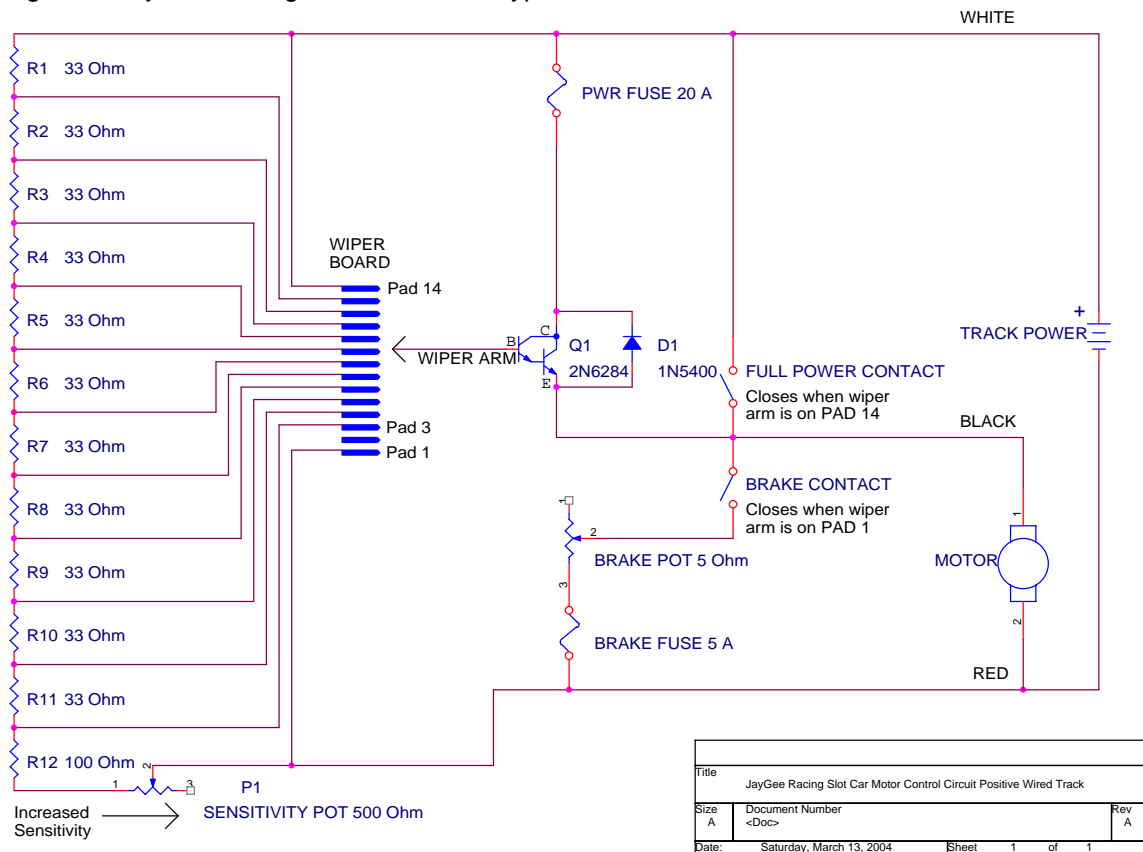 WHITE
R1 33 Ohm
PWR FUSE 20 A
R2 33 Ohm
R3 33 Ohm
R4 33 Ohm
WIPER
BOARD
Pad 14
R5 33 Ohm
B
C
E
WIPER ARM
Q1
2N6284
D1
1N5400
+
TRACK POWER
FULL POWER CONTACT
Closes when wiper
arm is on PAD 14
R6 33 Ohm
Pad 3
Pad 1
BLACK
R7 33 Ohm
BRAKE CONTACT
Closes when wiper
arm is on PAD 1
R8 33 Ohm
1
2
3
BRAKE POT 5 Ohm
R9 33 Ohm
1
MOTOR
2
R10 33 Ohm
BRAKE FUSE 5 A
R11 33 Ohm
RED
R12 100 Ohm
1
2
3
P1
SENSITIVITY POT 500 Ohm
Increased
Sensitivity
Title
JayGee Racing Slot Car Motor Control Circuit Positive Wired Track
Size
A
Document Number
<Doc>
Rev
A
Date:
Saturday, March 13, 2004
Sheet 1 of 1